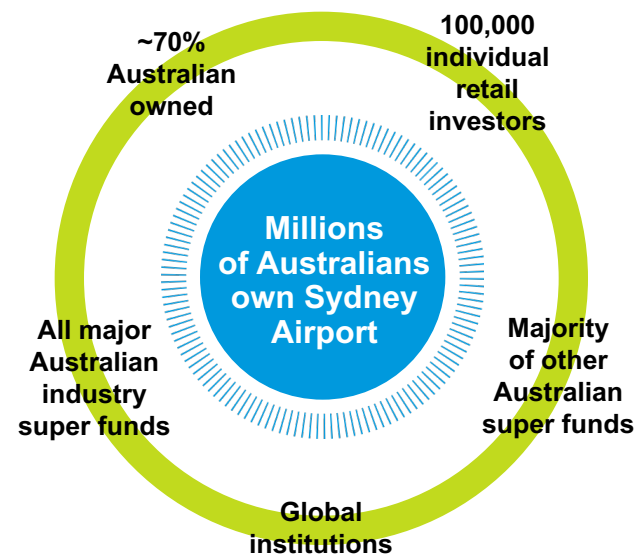 ~70%
Australian
owned
100,000
individual
retail
investors
Millions
of Australians
own Sydney
Airport
All major
Australian
industry
super funds
Majority
of other
Australian
super funds
Global
institutions